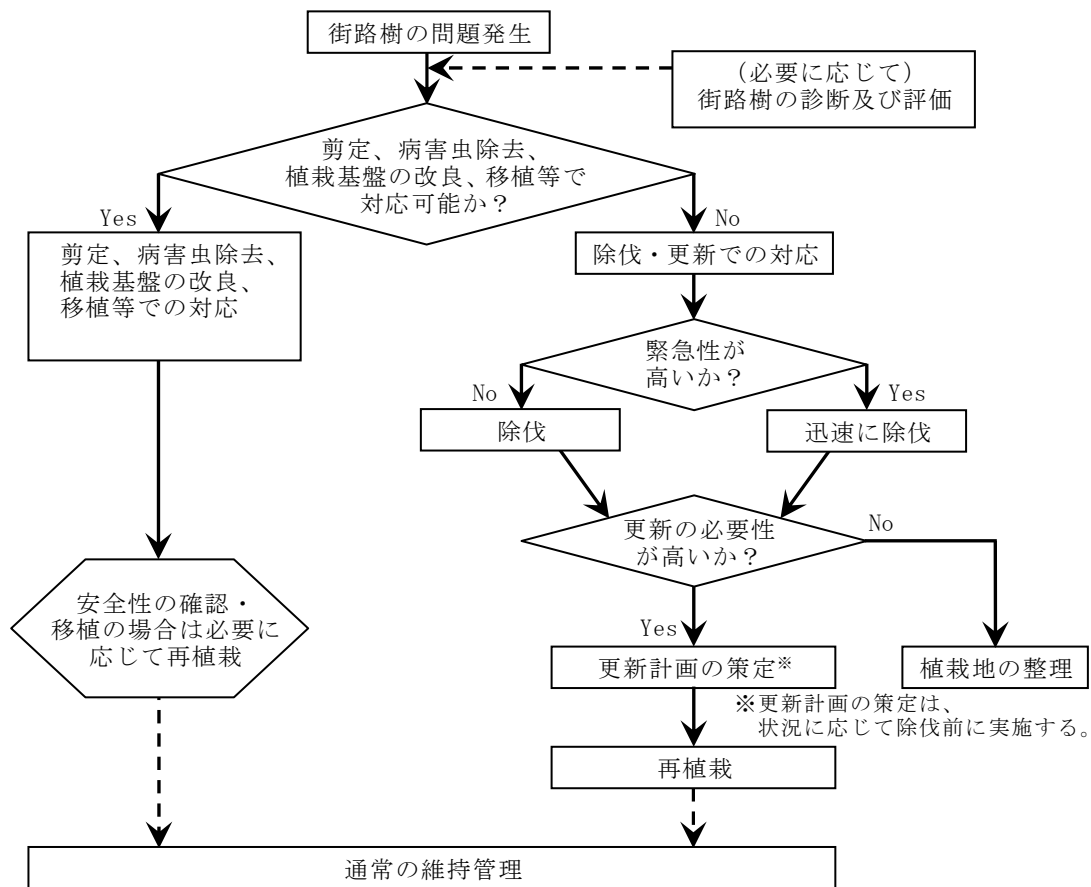 街路樹の問題発生
(必要に応じて)
街路樹の診断及び評価
剪定、病害虫除去、
植栽基盤の改良、移植等で
対応可能か？
Yes
No
剪定、病害虫除去、
植栽基盤の改良、
移植等での対応
除伐・更新での対応
緊急性が
高いか？
No
Yes
除伐
迅速に除伐
更新の必要性
が高いか？
No
Yes
安全性の確認・
移植の場合は必要に
応じて再植栽
更新計画の策定※
植栽地の整理
※更新計画の策定は、
状況に応じて除伐前に実施する。
再植栽
通常の維持管理